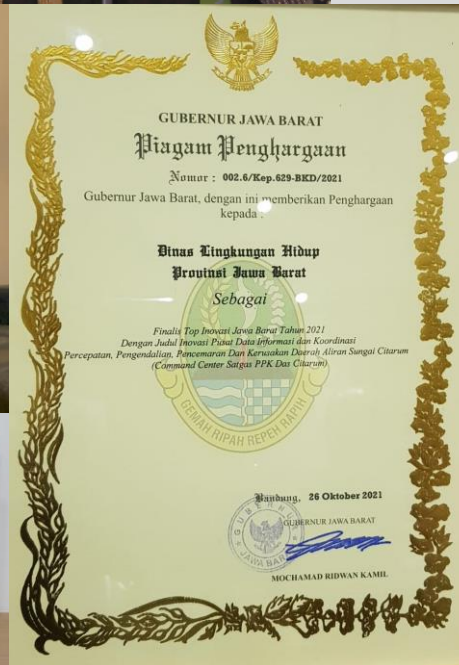 GUBERNUR JAWA BARAT
Piagam Penghargaan
Nomor : 002.6/Kep.629-BKD/2021
Gubernur Jawa Barat, dengan ini memberikan Penghargaan
kepada :
Dinas Lingkungan Hidup
Provinsi Jawa Barat
Sebagai
Finalis Top Inovasi Jawa Barat Tahun 2021
Dengan Judul Inovasi Pusat Data Informasi dan Koordinasi
Percepatan, Pengendalian, Pencemaran Dan Kerusakan Daerah Aliran Sungai Citarum
(Command Center Satgas PPK Das Citarum)
GEMAH RIPAH REPEH RAPIH
Bandung, 26 Oktober 2021
GUBERNUR JAWA BARAT
GUBERNUR
JAWA BARAT
MOCHAMAD RIDWAN KAMIL